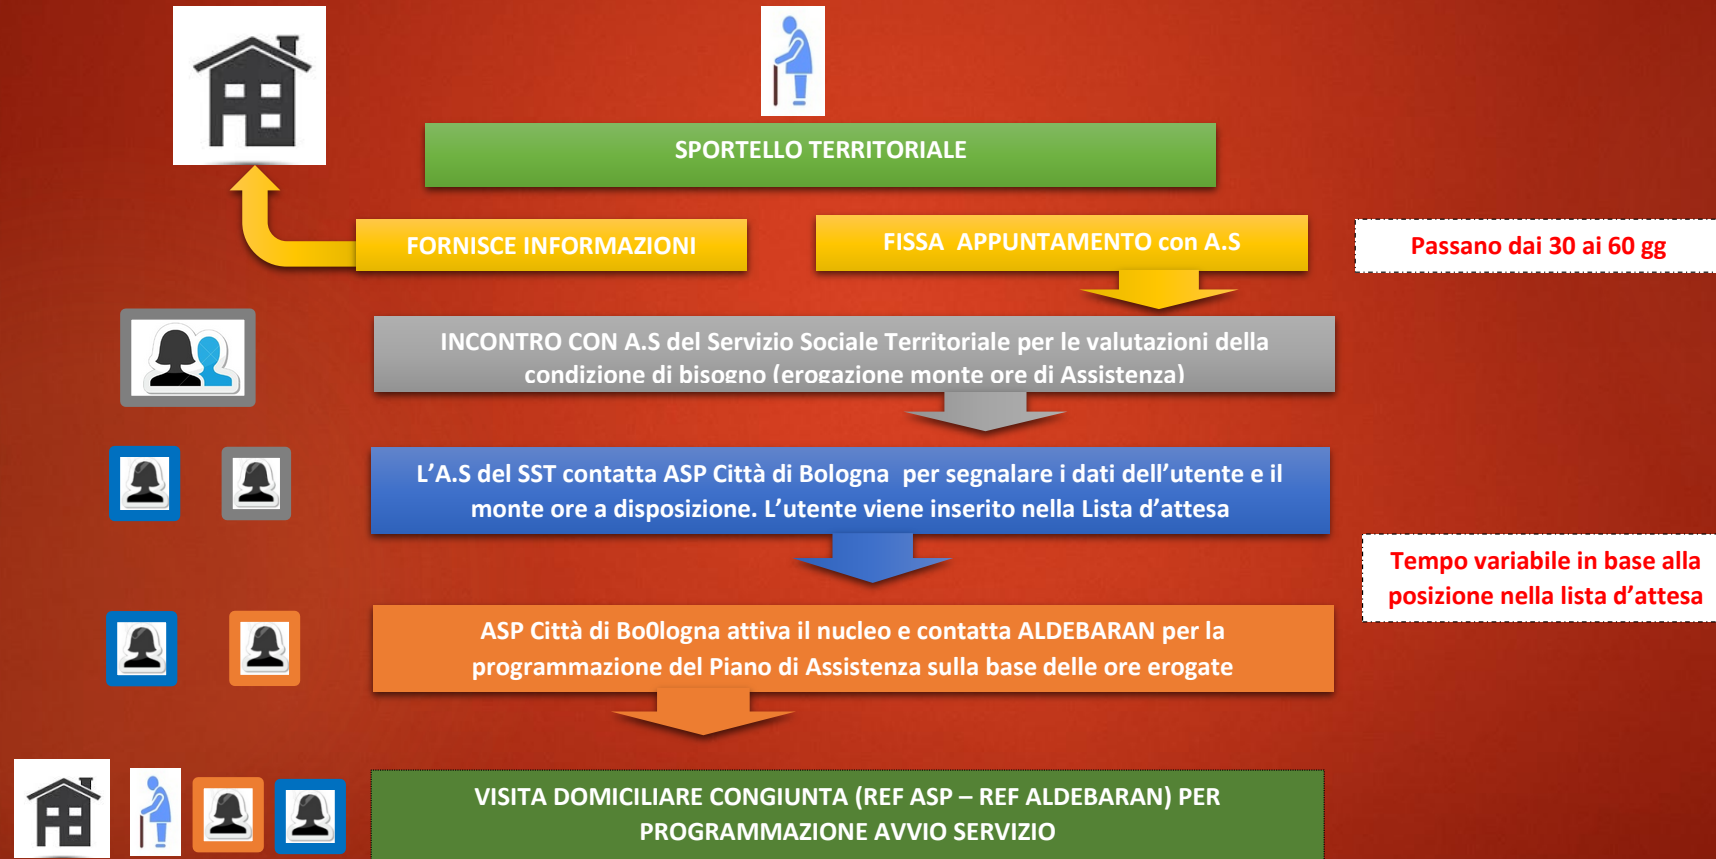 SPORTELLO TERRITORIALE
FORNISCE INFORMAZIONI
FISSA APPUNTAMENTO con A.S
Passano dai 30 ai 60 gg
INCONTRO CON A.S del Servizio Sociale Territoriale per le valutazioni della
condizione di bisogno (erogazione monte ore di Assistenza)
L'A.S del SST contatta ASP Città di Bologna per segnalare i dati dell'utente e il
monte ore a disposizione. L'utente viene inserito nella Lista d'attesa
Tempo variabile in base alla
posizione nella lista d'attesa
ASP Città di Bo0logna attiva il nucleo e contatta ALDEBARAN per la
programmazione del Piano di Assistenza sulla base delle ore erogate
VISITA DOMICILIARE CONGIUNTA (REF ASP – REF ALDEBARAN) PER
PROGRAMMAZIONE AVVIO SERVIZIO